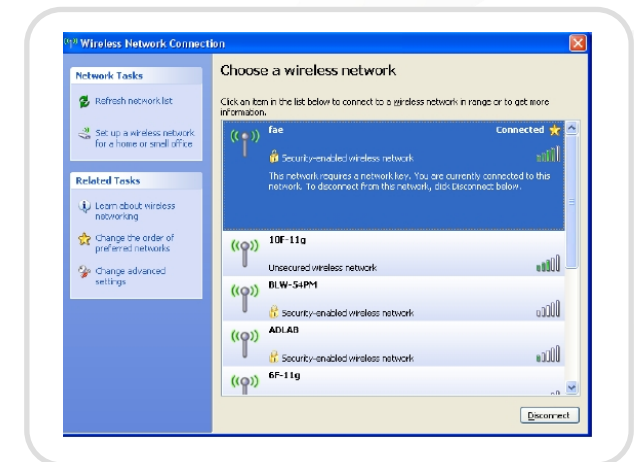 Wireless Network Connection
Network Tasks
Refresh network list
Set up a wireless network
for a home or small office
Related Tasks
Learn about wireless
networking
Change the order of
preferred networks
Change advanced
settings
Choose a wireless network
Click an item in the list below to connect to a wireless network in range or to get more
information.
fae
Connected
Security-enabled wireless network
This network requires a network key. You are currently connected to this
network. To disconnect from this network, click Disconnect below.
10F-11g
Unsecured wireless network
BLW-54PM
Security-enabled wireless network
ADLAB
Security-enabled wireless network
6F-11g
Disconnect